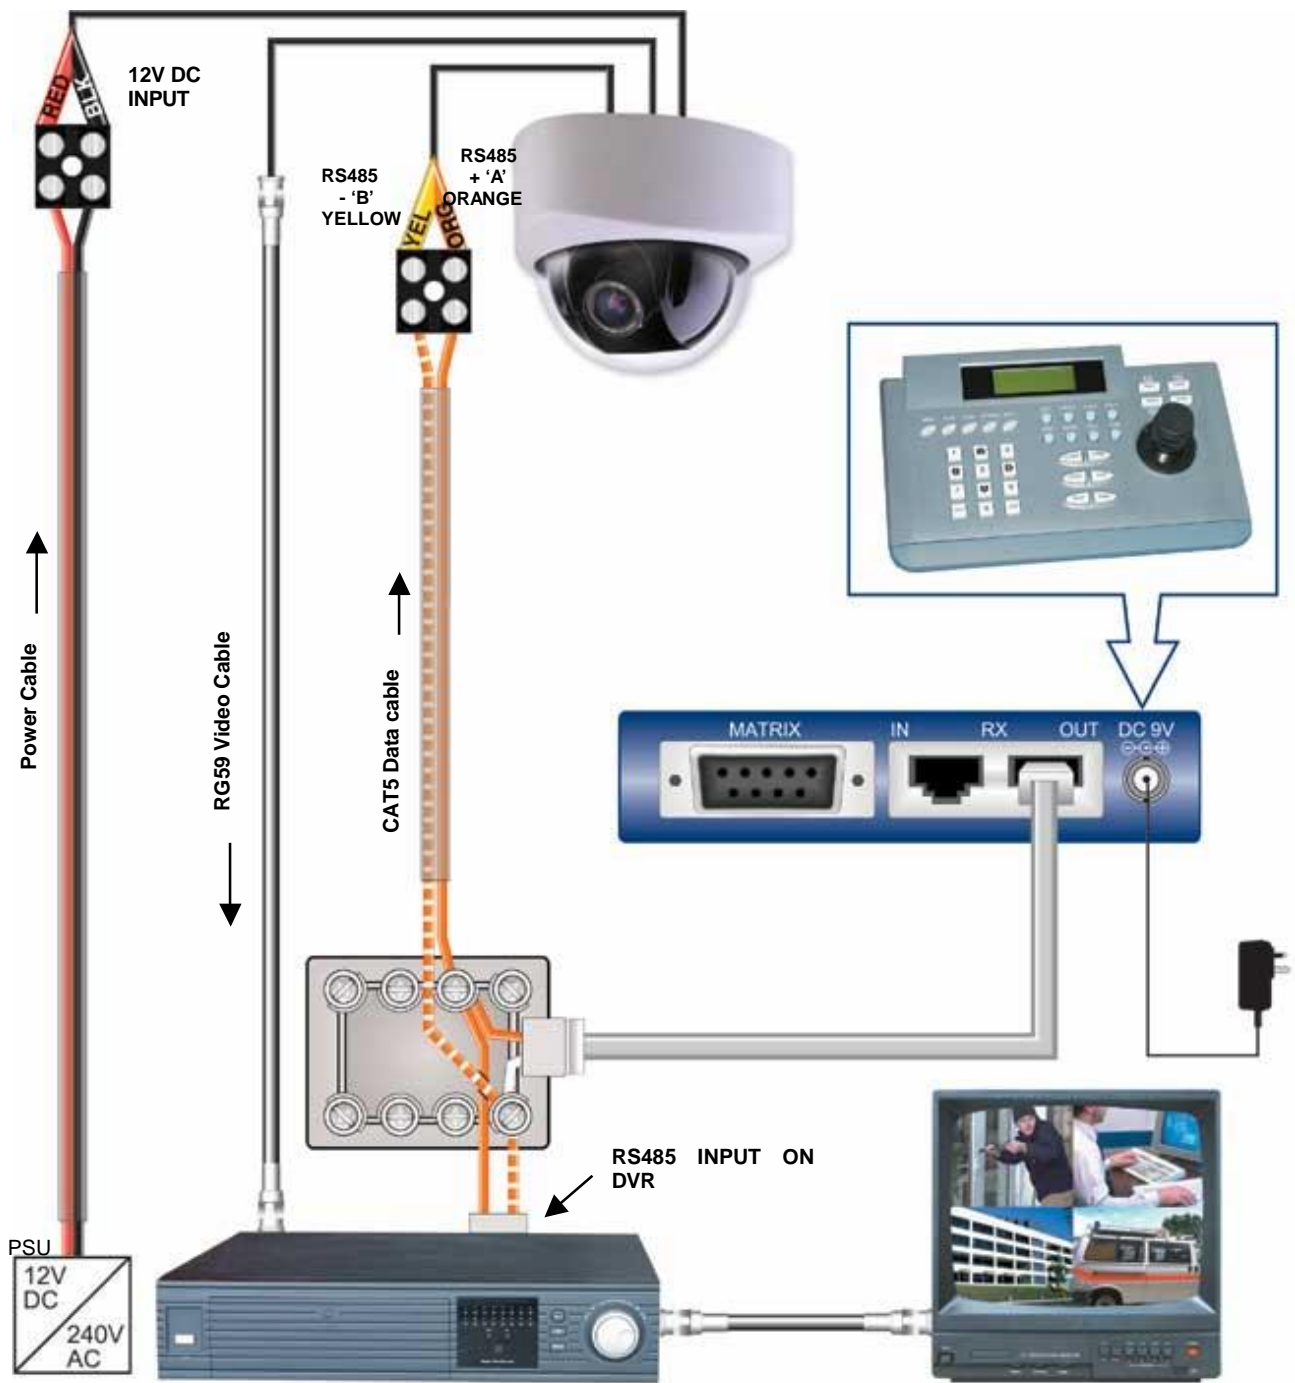 12V DC
INPUT
RED
BLK
RS485
- 'B'
YELLOW
RS485
+ 'A'
ORANGE
YEL
ORG
Power Cable
RG59 Video Cable
CAT5 Data cable
MATRIX
IN
RX
OUT
DC 9V
RS485 INPUT ON
DVR
PSU
12V
DC
240V
AC